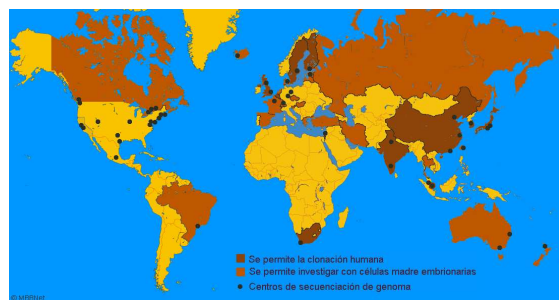 Se permite la clonación humana
Se permite investigar con células madre embrionarias
Centros de secuenciación de genoma